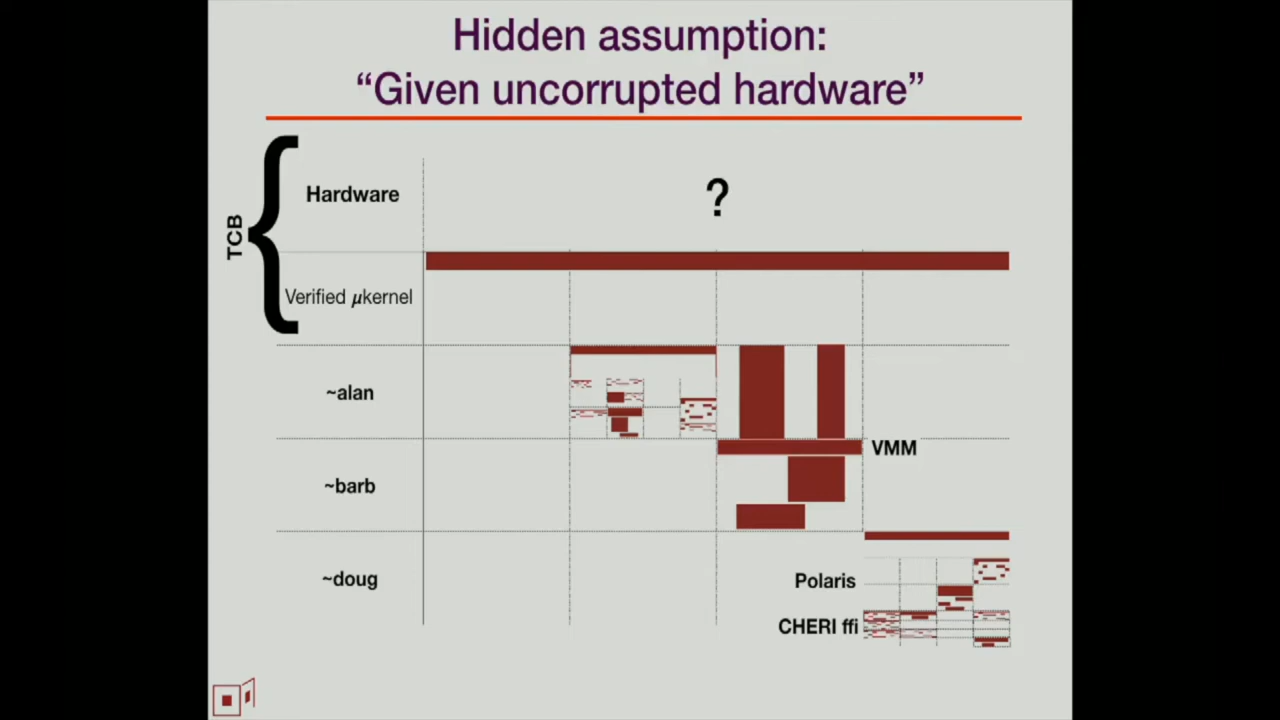 Hidden assumption:
“Given uncorrupted hardware”
TCB
Hardware
?
Verified μkernel
~alan
VMM
~barb
~doug
Polaris
CHERI ffi